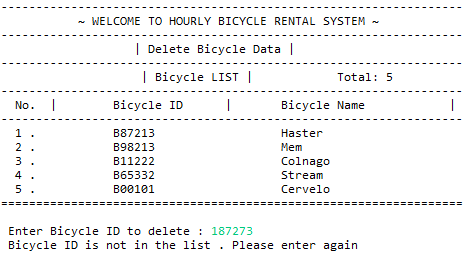 ~ WELCOME TO HOURLY BICYCLE RENTAL SYSTEM ~
| Delete Bicycle Data |
| Bicycle LIST | Total: 5
No. | Bicycle ID | Bicycle Name |
1 . B87213 Haster
2 . B98213 Mem
3 . B11222 Colnago
4 . B65332 Stream
5 . B00101 Cervelo
Enter Bicycle ID to delete : 187273
Bicycle ID is not in the list . Please enter again